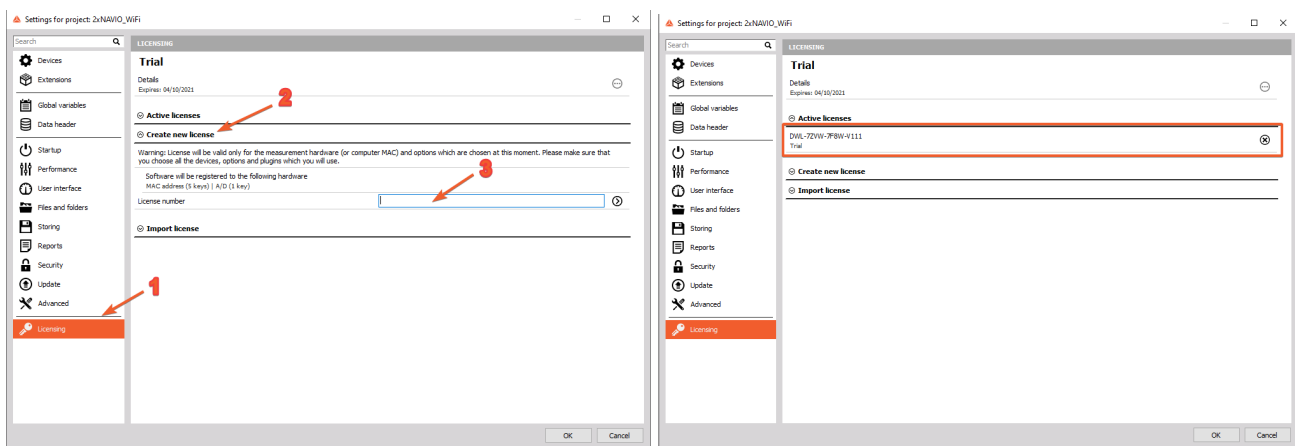 Settings for project: 2xNAVIO_WiFi
Search
Devices
Extensions
Global variables
Data header
Startup
Performance
User interface
Files and folders
Storing
Reports
Security
Update
Advanced
Licensing
1
LICENSING
Trial
Details
Expires: 04/10/2021
2
Active licenses
Create new license
Warning: License will be valid only for the measurement hardware (or computer MAC) and options which are chosen at this moment. Please make sure that
you choose all the devices, options and plugins which you will use.
3
Software will be registered to the following hardware
MAC address (5 keys) | A/D (1 key)
License number
Import license
OK Cancel
Settings for project: 2xNAVIO_WiFi
Search
Devices
Extensions
Global variables
Data header
Startup
Performance
User interface
Files and folders
Storing
Reports
Security
Update
Advanced
Licensing
LICENSING
Trial
Details
Expires: 04/10/2021
Active licenses
DWL-7ZVW-7F8W-V111
Trial
Create new license
Import license
OK Cancel